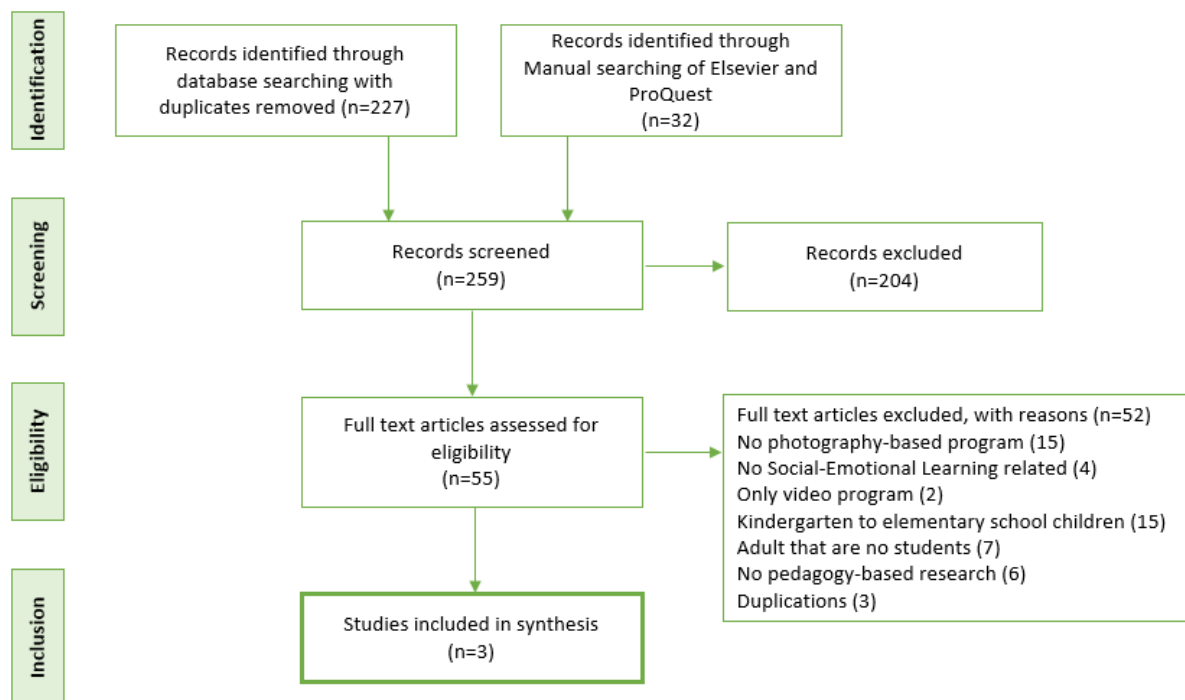 Identification
Records identified through
database searching with
duplicates removed (n=227)
Records identified through
Manual searching of Elsevier and
ProQuest
(n=32)
Screening
Records screened
(n=259)
Records excluded
(n=204)
Eligibility
Full text articles assessed for
eligibility
(n=55)
Full text articles excluded, with reasons (n=52)
No photography-based program (15)
No Social-Emotional Learning related (4)
Only video program (2)
Kindergarten to elementary school children (15)
Adult that are no students (7)
No pedagogy-based research (6)
Duplications (3)
Inclusion
Studies included in synthesis
(n=3)